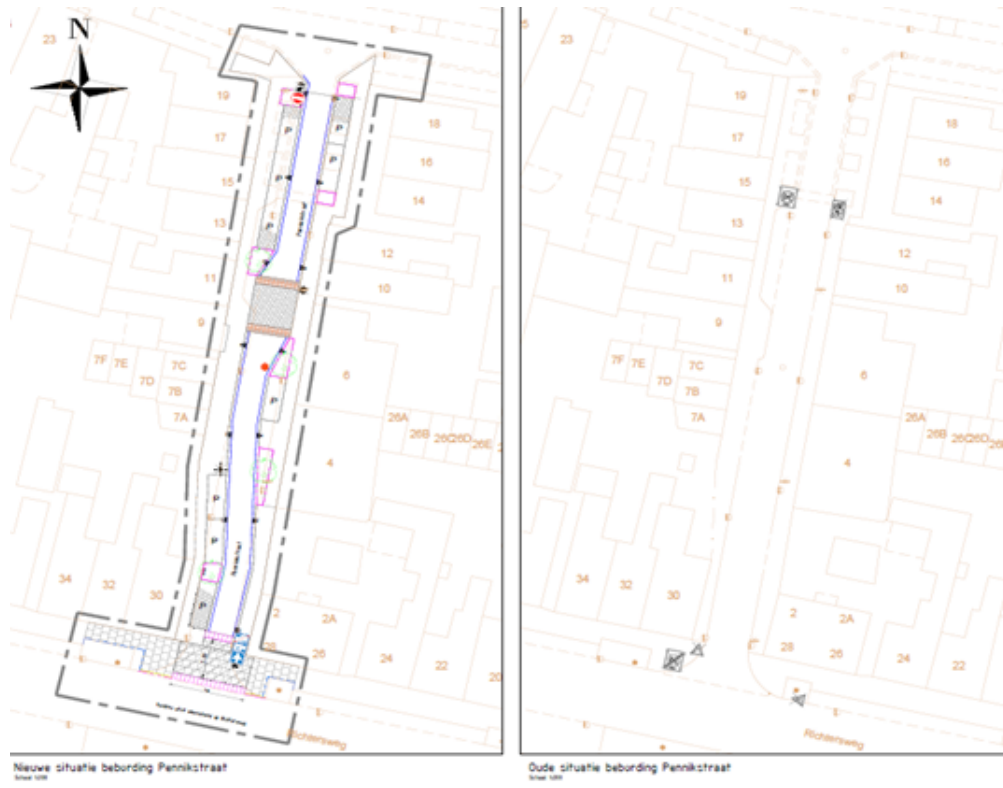 N
23
19
17
15
13
11
9
7F
7E
7D
7C
7B
7A
18
16
14
12
10
6
26A
26B
26C
26D
26E
4
34
32
30
2
2A
28
26
24
22
20
P
P
P
P
P
P
P
P
P
Pennikstraat
Pennikstraat
Richtersweg
Nieuwe situatie bebording Pennikstraat
23
19
17
15
13
11
9
7F
7E
7D
7C
7B
7A
18
16
14
12
10
6
26A
26B
26C
26D
26E
4
34
32
30
2
2A
28
26
24
22
Richtersweg
Oude situatie bebording Pennikstraat